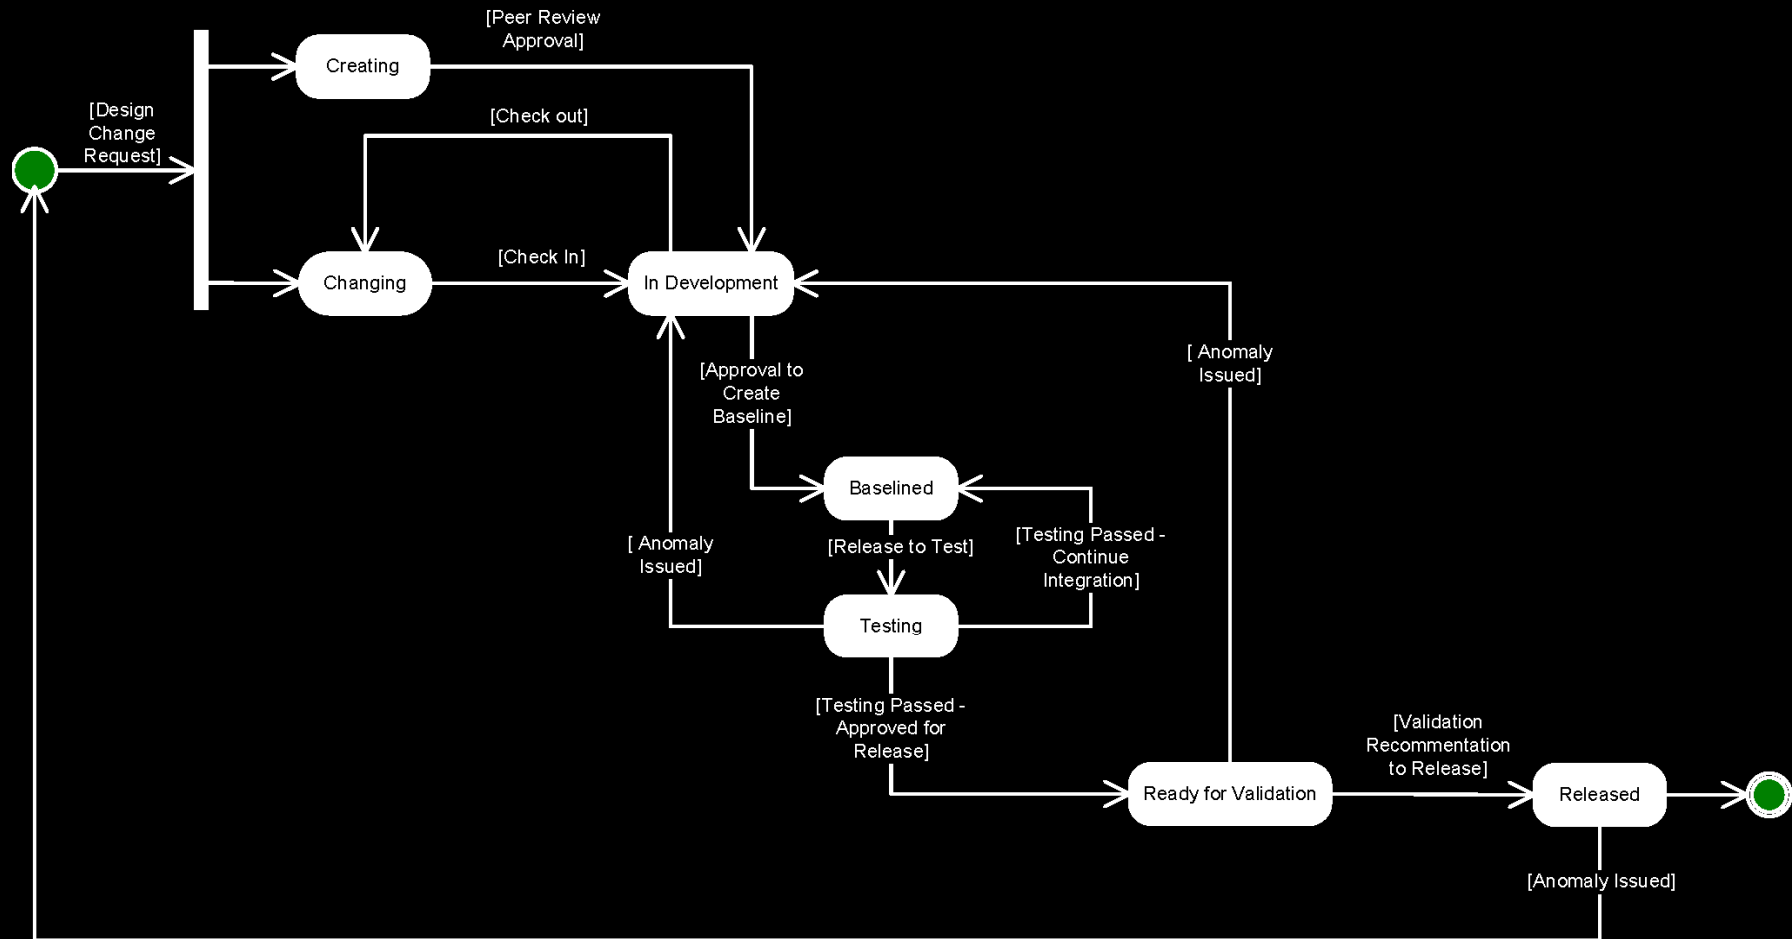 [Peer Review
Approval]
Creating
[Design
Change
Request]
[Check out]
[Check In]
Changing
In Development
[ Anomaly
Issued]
[Approval to
Create
Baseline]
Baselined
[ Anomaly
Issued]
[Release to Test]
[Testing Passed -
Continue
Integration]
Testing
[Testing Passed -
Approved for
Release]
[Validation
Recommentation
to Release]
Ready for Validation
Released
[Anomaly Issued]